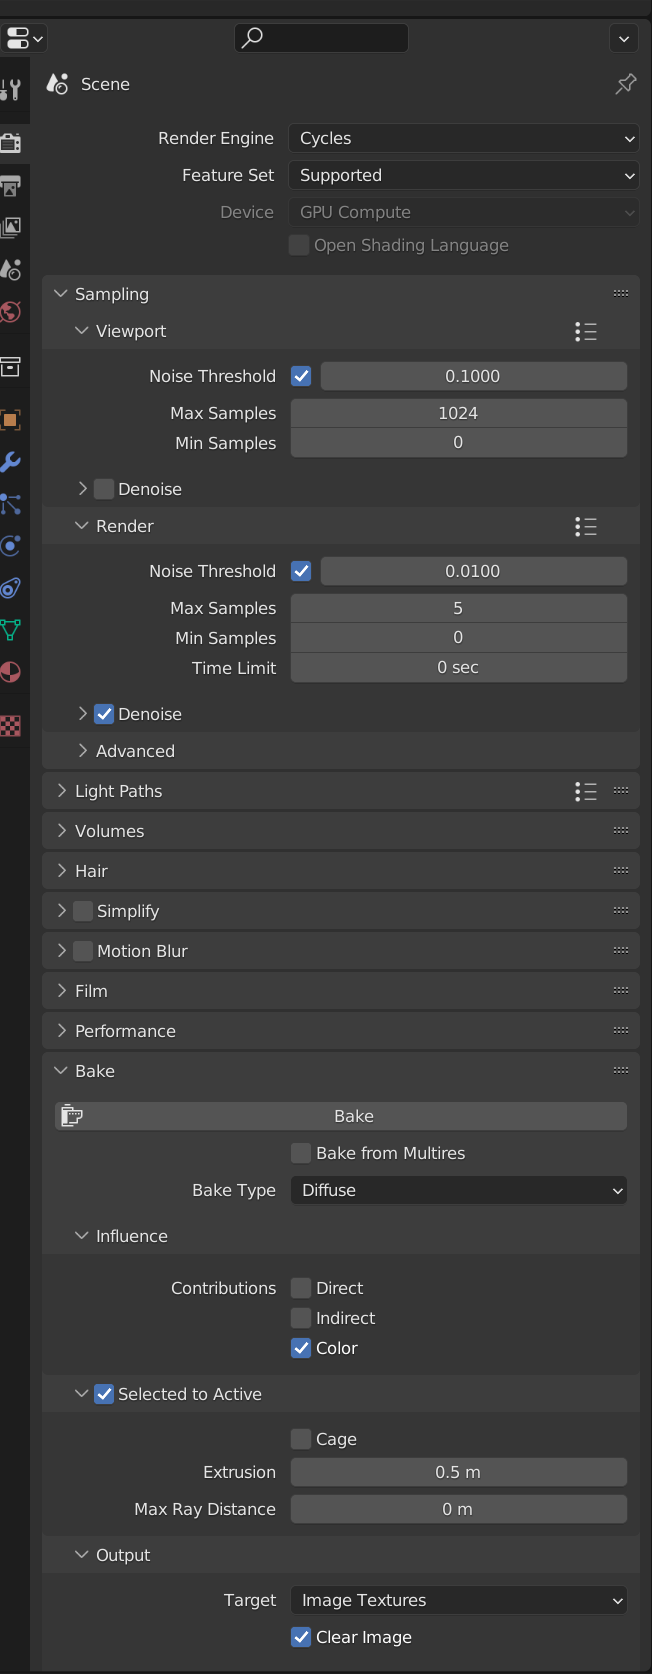 Scene
Render Engine Cycles
Feature Set Supported
Device GPU Compute
Open Shading Language
Sampling
Viewport
Noise Threshold 0.1000
Max Samples 1024
Min Samples 0
Denoise
Render
Noise Threshold 0.0100
Max Samples 5
Min Samples 0
Time Limit 0 sec
Denoise
Advanced
Light Paths
Volumes
Hair
Simplify
Motion Blur
Film
Performance
Bake
Bake
Bake from Multires
Bake Type Diffuse
Influence
Contributions Direct
Indirect
Color
Selected to Active
Cage
Extrusion 0.5 m
Max Ray Distance 0 m
Output
Target Image Textures
Clear Image